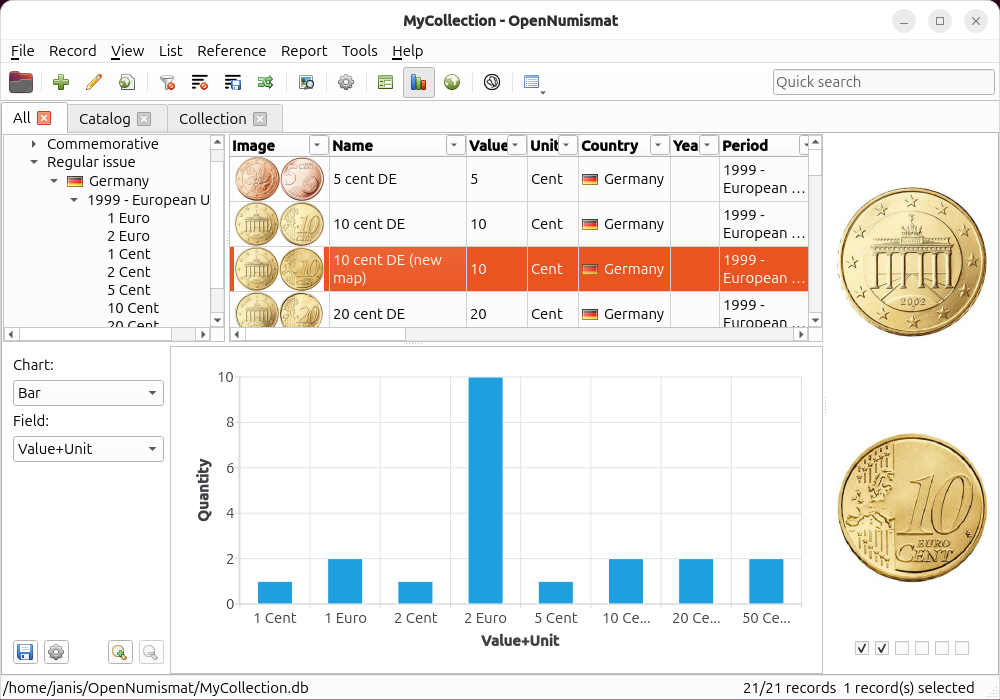 MyCollection - OpenNumismat
File Record View List Reference Report Tools Help
Quick search
All Catalog Collection
Commemorative
Regular issue
Germany
1999 - European U
1 Euro
2 Euro
1 Cent
2 Cent
5 Cent
10 Cent
20 Cent
Image Name Value Unit Country Yea Period
5 cent DE 5 Cent Germany 1999 -
European ...
10 cent DE 10 Cent Germany 1999 -
European ...
10 cent DE (new
map) 10 Cent Germany 1999 -
European ...
20 cent DE 20 Cent Germany 1999 -
European ...
2002
10
EURO
CENT
Chart:
Bar
Field:
Value+Unit
Quantity
10
8
6
4
2
0
1 Cent 1 Euro 2 Cent 2 Euro 5 Cent 10 Ce... 20 Ce... 50 Ce...
Value+Unit
/home/janis/OpenNumismat/MyCollection.db 21/21 records 1 record(s) selected